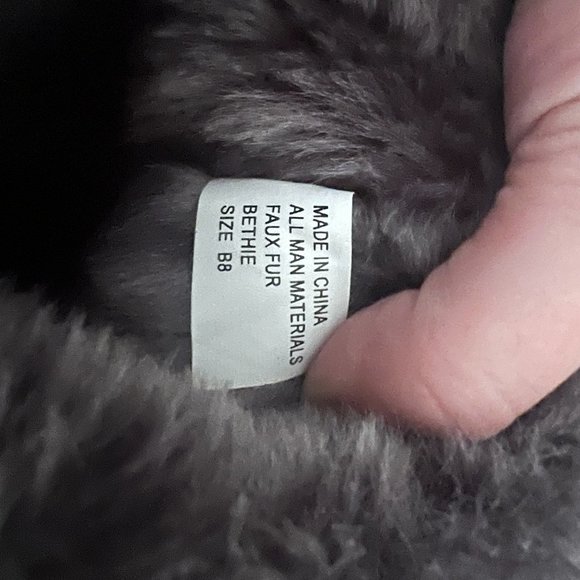 MADE IN CHINA
ALL MAN MATERIALS
FAUX FUR
BETHIE
SIZE B8